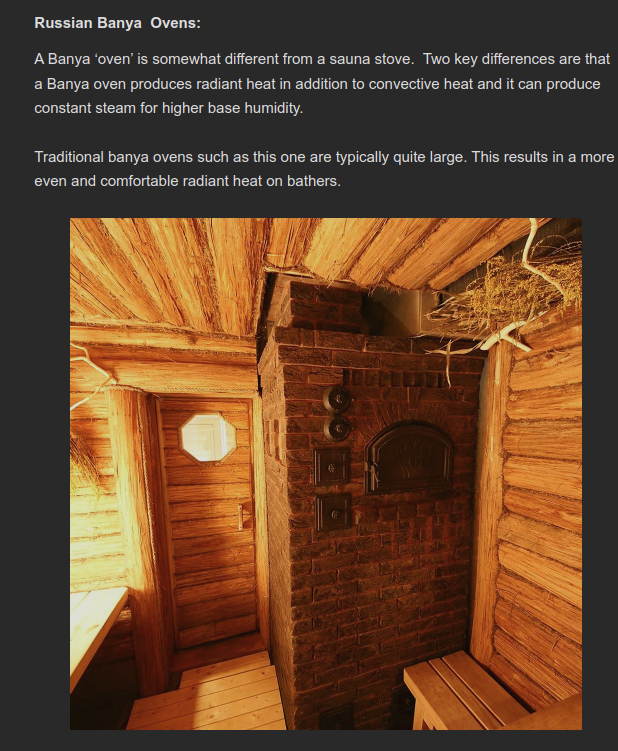 Russian Banya  Ovens:
A Banya ‘oven’ is somewhat different from a sauna stove.  Two key differences are that
a Banya oven produces radiant heat in addition to convective heat and it can produce
constant steam for higher base humidity.
Traditional banya ovens such as this one are typically quite large. This results in a more
even and comfortable radiant heat on bathers.